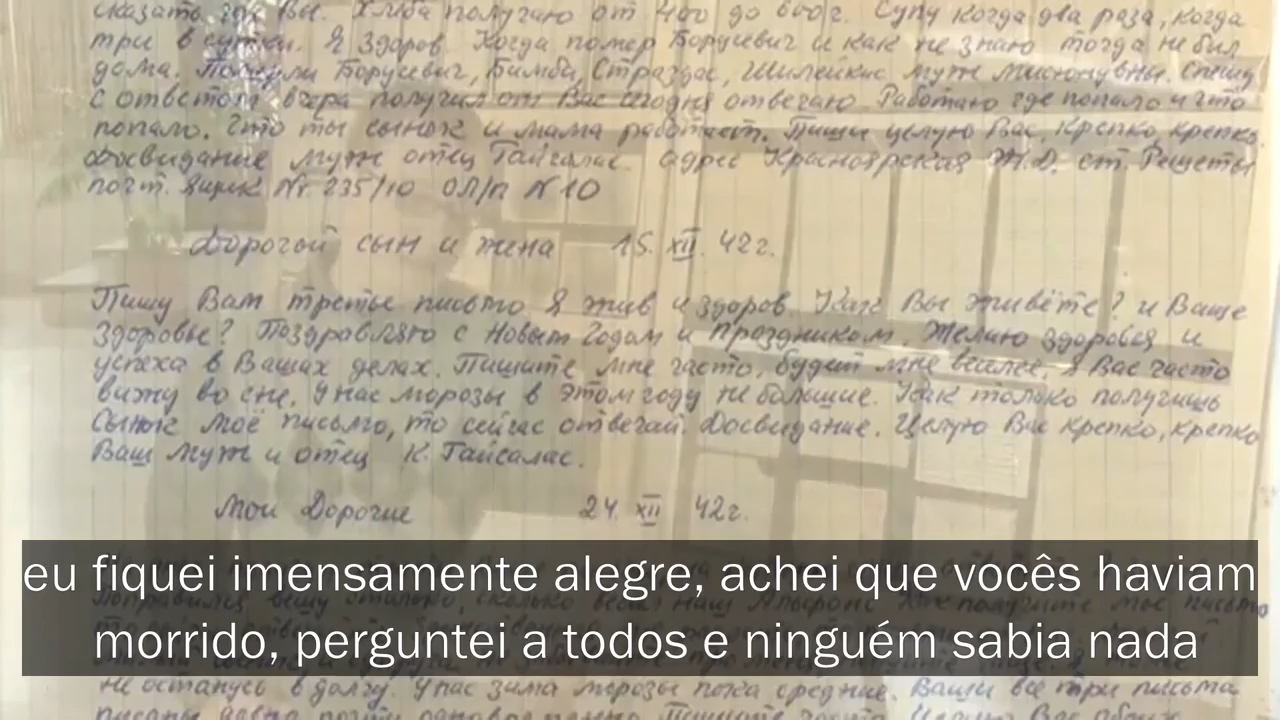 сказать где Вы. Хлеба получаю от 400 до 600 г. Супу когда два раза, когда
три в сутки. Я здоров. Когда помер Борусевич и как не знаю тогда не был
дома. Померли Борусевич, Бимби, Страздас, Шилейкис муж Мисюнувны. Спешу
с ответом вчера получил от Вас сегодня отвечаю. Работаю где попало и что
попало. Что ты сынок и мама работает. Пиши целую Вас, крепко, крепко.
Досвидание муж отец Гайсалас. адрес Красноярская Ж.Д. ст. Решеты
почт. ящик №. 235/10 ОЛ/П N 10
Дорогой сын и жена 15. XII. 42 г.
Пишу Вам третье письмо. Я жив и здоров. Как Вы живёте? и Ваше
здоровье? Поздравляю с Новым Годом и Праздником. Желаю здоровья и
успеха в Ваших делах. Пишите мне часто, будет мне веселее, я Вас часто
вижу во сне. У нас морозы в этом году не большие. Как только получишь
Сынок моё письмо, то сейчас отвечай. Досвидание. Целую Вас крепко, крепко
Ваш муж и отец К. Гайсалас.
Мои Дорогие 24. XII 42 г.
eu fiquei imensamente alegre, achei que vocês haviam
morrido, perguntei a todos e ninguém sabia nada
не останусь в долгу. У нас зима морозы пока средние. Ваши все три письма